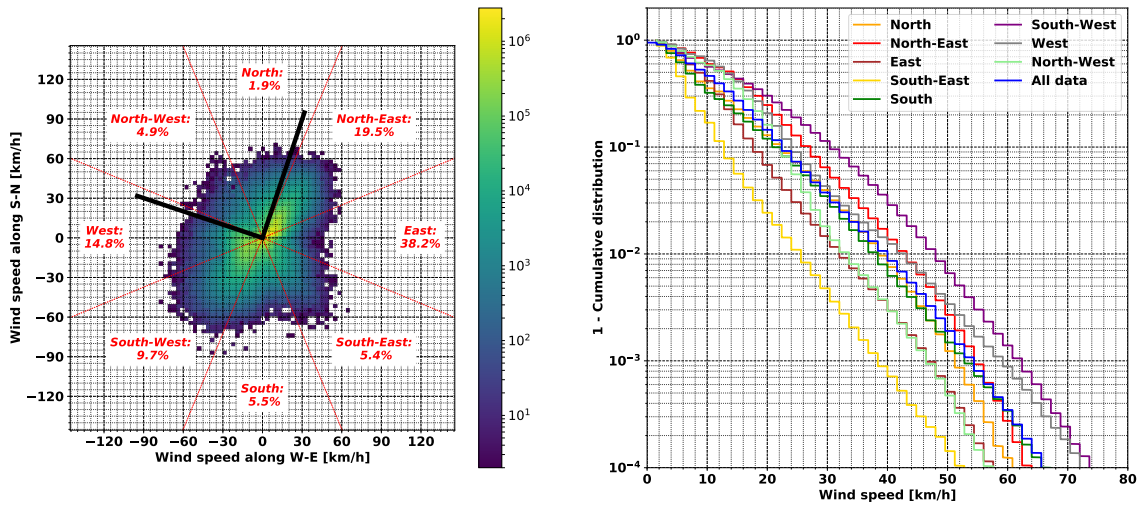 Wind speed along S-N [km/h]
120
90
60
30
0
−30
−60
−90
−120
North:
1.9%
North-West:
4.9%
North-East:
19.5%
West:
14.8%
East:
38.2%
South-West:
9.7%
South-East:
5.4%
South:
5.5%
−120 −90 −60 −30 0 30 60 90 120
Wind speed along W-E [km/h]
10^6
10^5
10^4
10^3
10^2
10^1
1 - Cumulative distribution
10^0
10^−1
10^−2
10^−3
10^−4
North
North-East
East
South-East
South
South-West
West
North-West
All data
0 10 20 30 40 50 60 70 80
Wind speed [km/h]